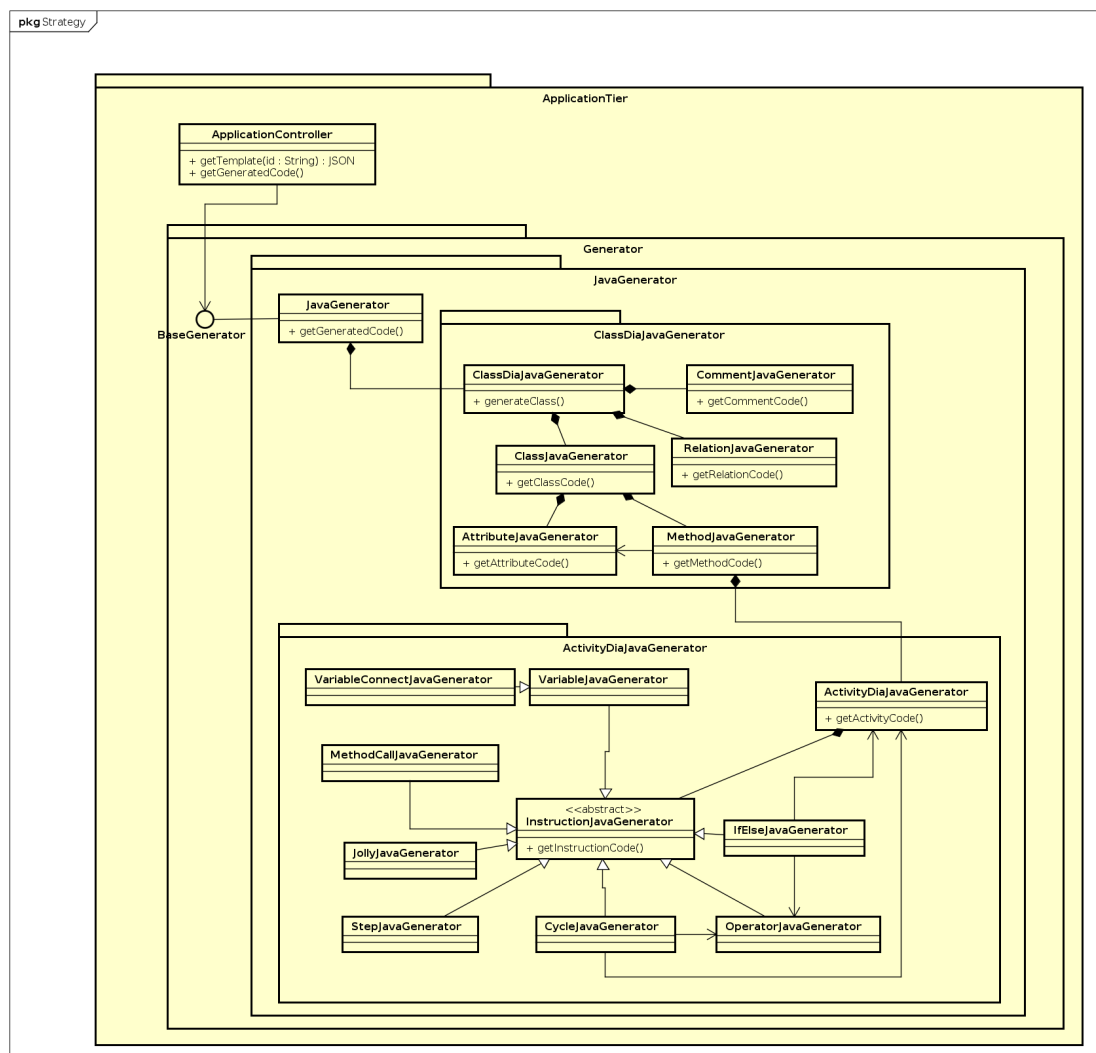 pkg Strategy
ApplicationTier
ApplicationController
+ getTemplate(id : String) : JSON
+ getGeneratedCode()
Generator
JavaGenerator
JavaGenerator
+ getGeneratedCode()
BaseGenerator
ClassDiaJavaGenerator
ClassDiaJavaGenerator
+ generateClass()
CommentJavaGenerator
+ getCommentCode()
ClassJavaGenerator
+ getClassCode()
RelationJavaGenerator
+ getRelationCode()
AttributeJavaGenerator
+ getAttributeCode()
MethodJavaGenerator
+ getMethodCode()
ActivityDiaJavaGenerator
VariableConnectJavaGenerator
VariableJavaGenerator
ActivityDiaJavaGenerator
+ getActivityCode()
MethodCallJavaGenerator
<<abstract>>
InstructionJavaGenerator
+ getInstructionCode()
IfElseJavaGenerator
JollyJavaGenerator
StepJavaGenerator
CycleJavaGenerator
OperatorJavaGenerator